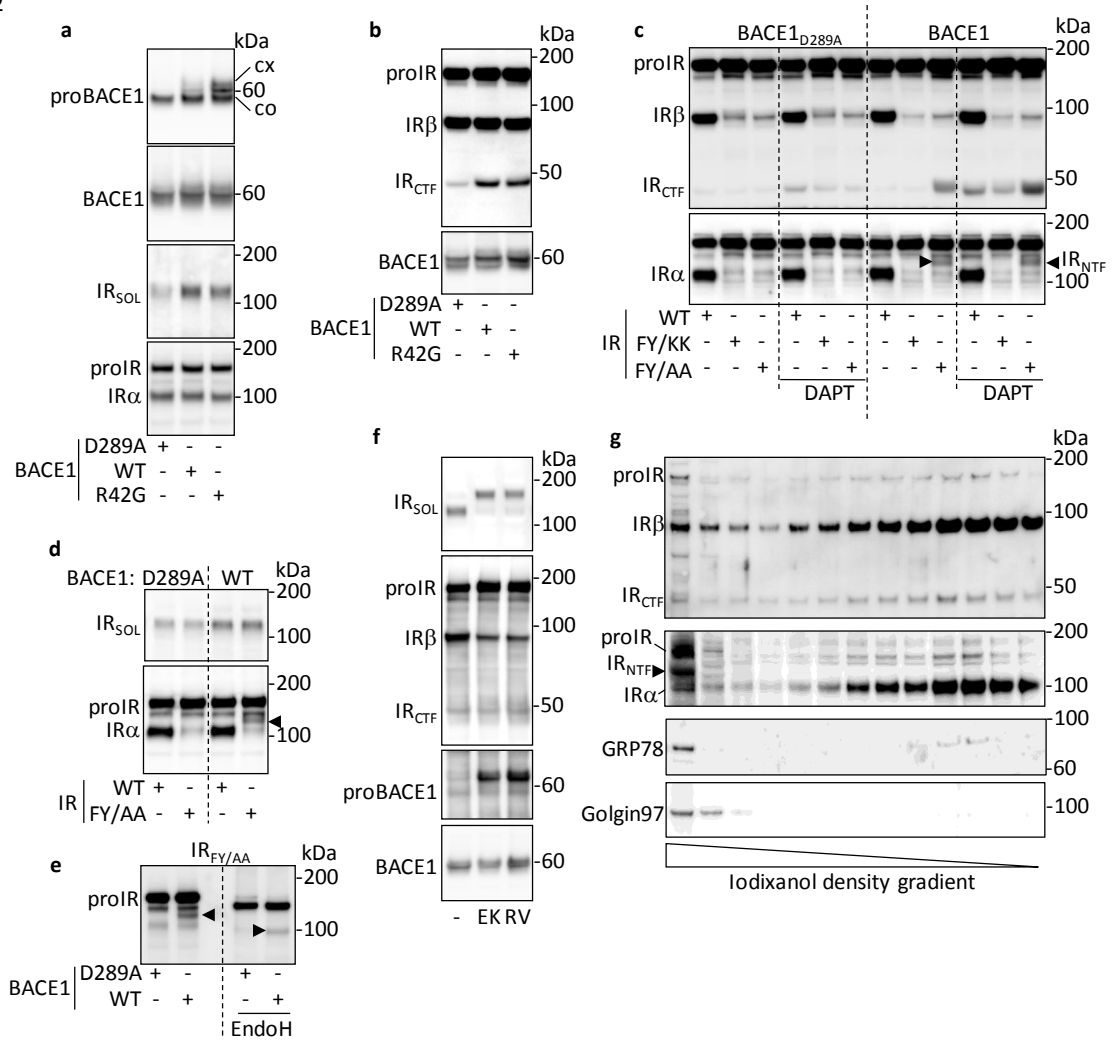 a
kDa
cx
proBACE1
60
co
BACE1
60
200
IRSOL
100
200
proIR
IRα
100
D289A + - -
BACE1 WT - + -
R42G - - +
b
kDa
200
proIR
100
IRβ
50
IRCTF
BACE1
60
D289A + - -
BACE1 WT - + -
R42G - - +
c
BACE1D289A BACE1
kDa
200
proIR
IRβ
100
IRCTF
50
200
IRNTF
IRα
100
WT + - - + - - + - - + - -
IR FY/KK - + - - + - - + - - + -
FY/AA - - + - - + - - + - - +
DAPT DAPT
d
BACE1: D289A WT
kDa
200
IRSOL
100
200
proIR
IRα
100
WT + - + -
IR FY/AA - + - +
e
IRFY/AA
kDa
200
proIR
100
D289A + - + -
BACE1 WT - + - +
EndoH
f
kDa
200
IRSOL
100
proIR
200
IRβ
100
IRCTF
50
proBACE1
60
BACE1
60
- EK RV
g
kDa
200
proIR
IRβ
100
IRCTF
50
proIR
200
IRNTF
IRα
100
100
GRP78
60
Golgin97
100
Iodixanol density gradient